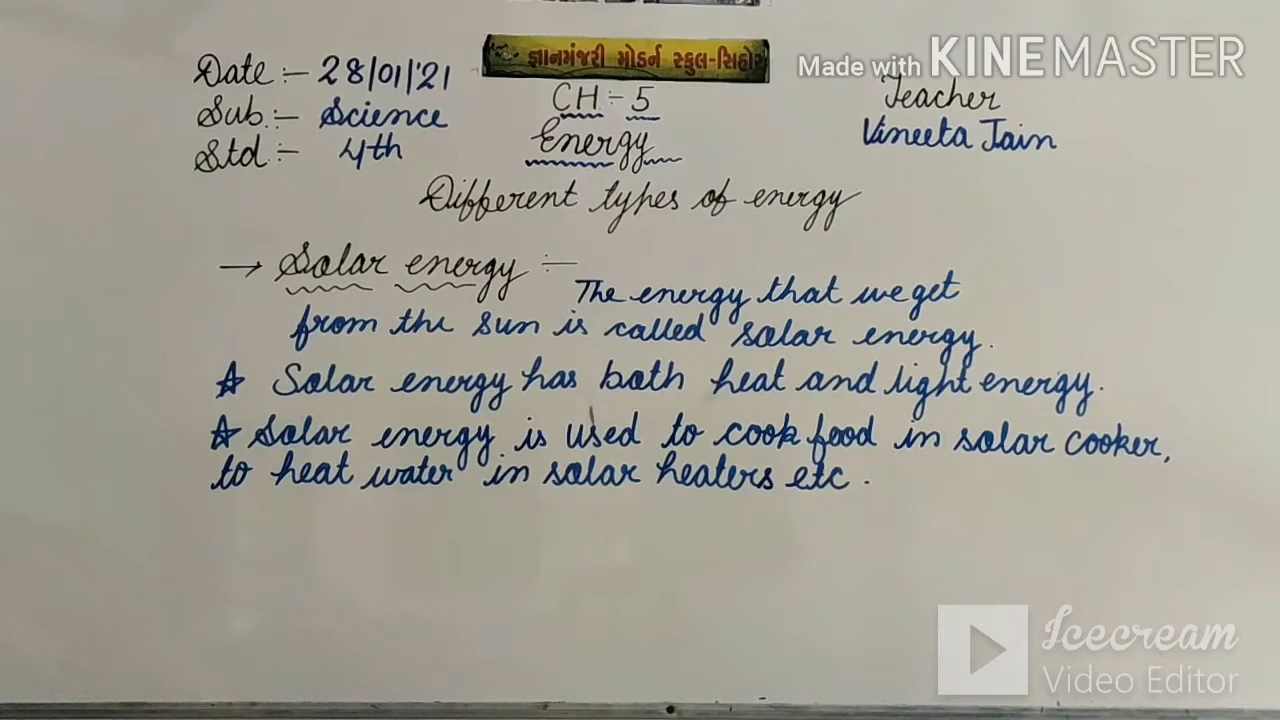 જ્ઞાનમંજરી મોડર્ન સ્કુલ-સિહોર
Made with KINEMASTER
Date :- 28/01/'21
CH :- 5
Teacher
Sub :- Science
Energy
Vineeta Jain
Std :- 4th
Different types of energy
→ Solar energy :-
The energy that we get
from the sun is called solar energy.
☆ Solar energy has both heat and light energy.
☆ Solar energy is used to cook food in solar cooker,
to heat water in solar heaters etc.
Icecream
Video Editor